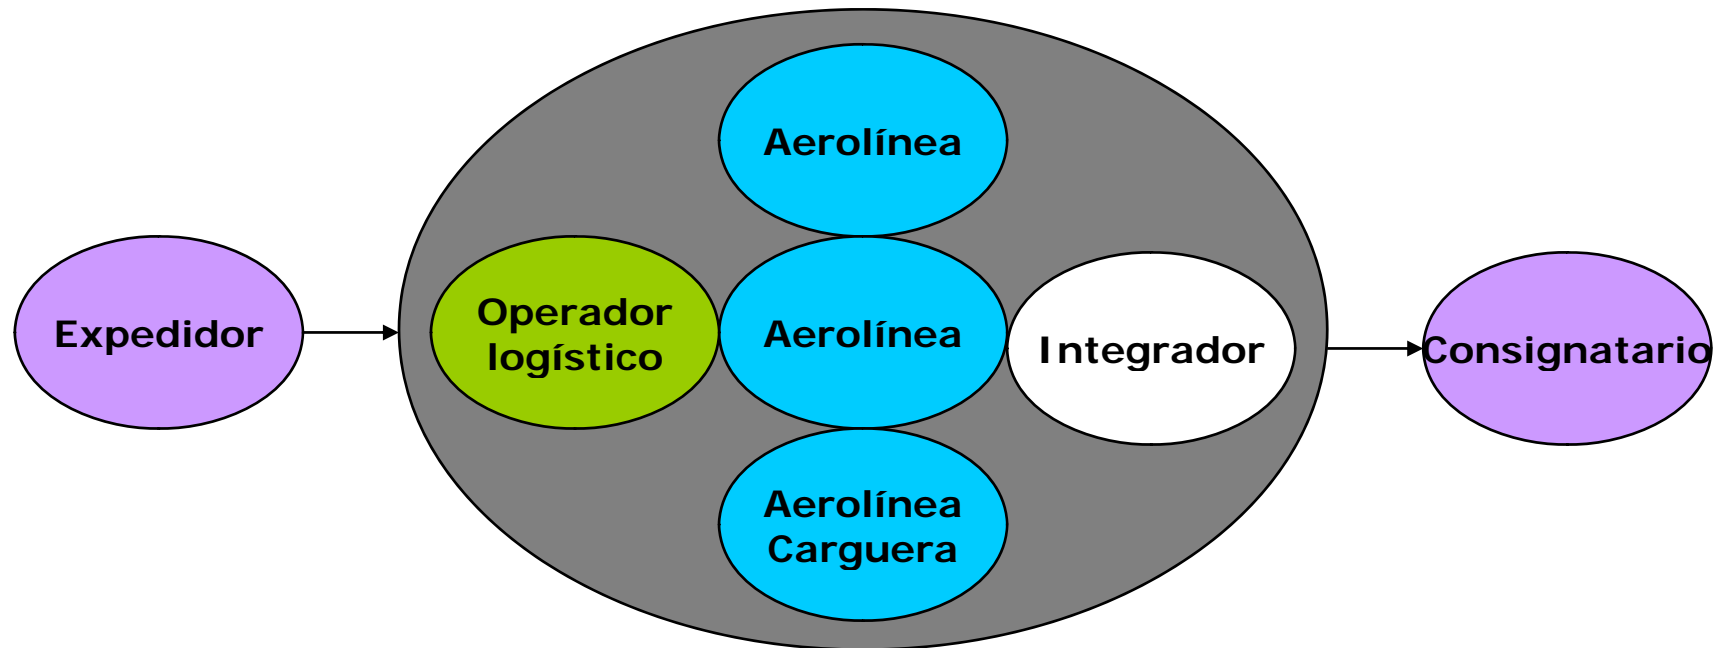 Aerolínea
Expedidor
Operador
logístico
Aerolínea
Integrador
Consignatario
Aerolínea
Carguera